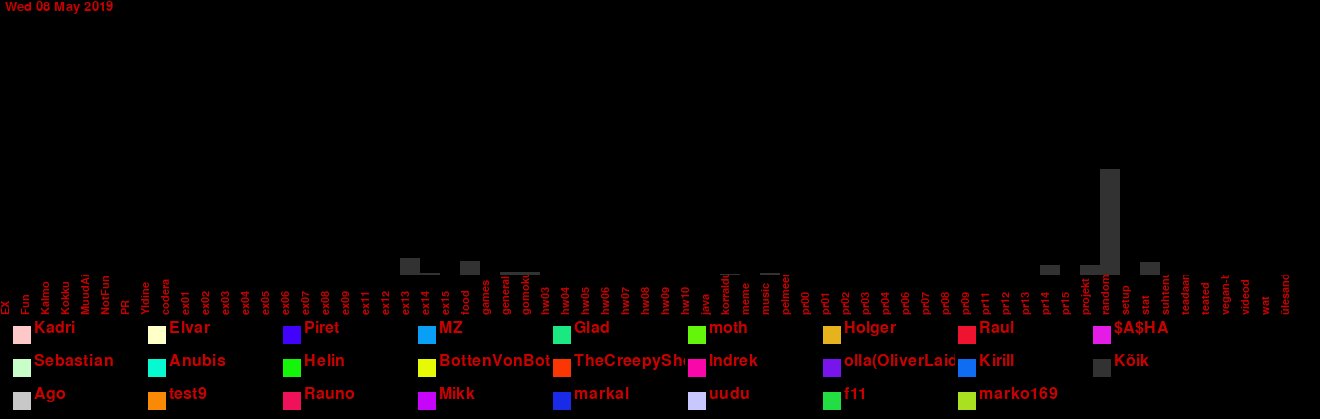 Wed 08 May 2019
EX Fun Kalmo Kokku MuudAi NotFun PR Yldine codera ex01 ex02 ex03 ex04 ex05 ex06 ex07 ex08 ex09 ex11 ex12 ex13 ex14 ex15 food games general gomoku hw03 hw04 hw05 hw06 hw07 hw08 hw09 hw10 java korraldu meme music pelmeen pr00 pr01 pr02 pr03 pr04 pr06 pr07 pr08 pr09 pr11 pr12 pr13 pr14 pr15 projekt random setup stat suhtenu teadaan teated vegan-t videod wat ülesand
Kadri Elvar Piret MZ Glad moth Holger Raul $A$HA
Sebastian Anubis Helin BottenVonBot TheCreepySh Indrek olla(OliverLaid Kirill Kõik
Ago test9 Rauno Mikk markal uudu f11 marko169